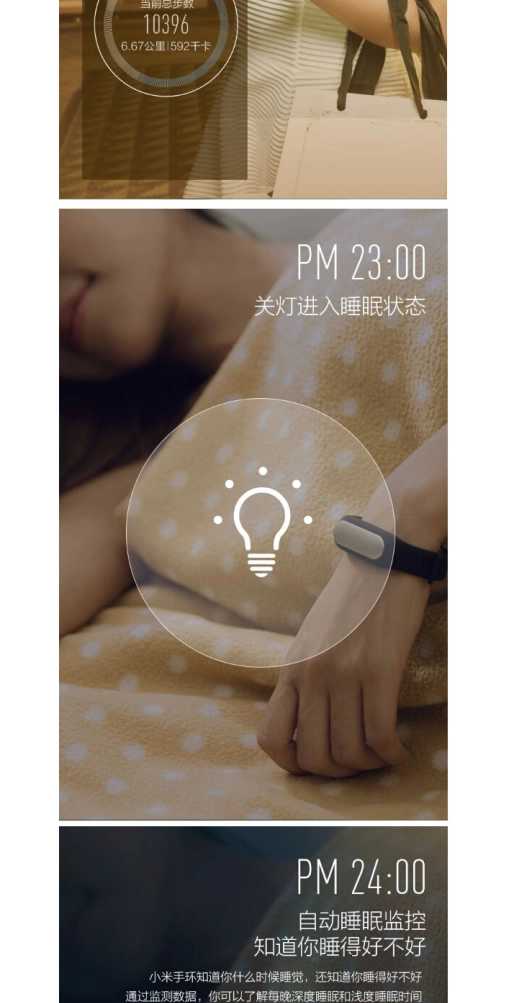 当前总步数
10396
6.67公里|592千卡
PM 23:00
关灯进入睡眠状态
PM 24:00
自动睡眠监控
知道你睡得好不好
小米手环知道你什么时候睡觉，还知道你睡得好不好
通过监测数据，你可以了解每晚深度睡眠和浅度睡眠时间